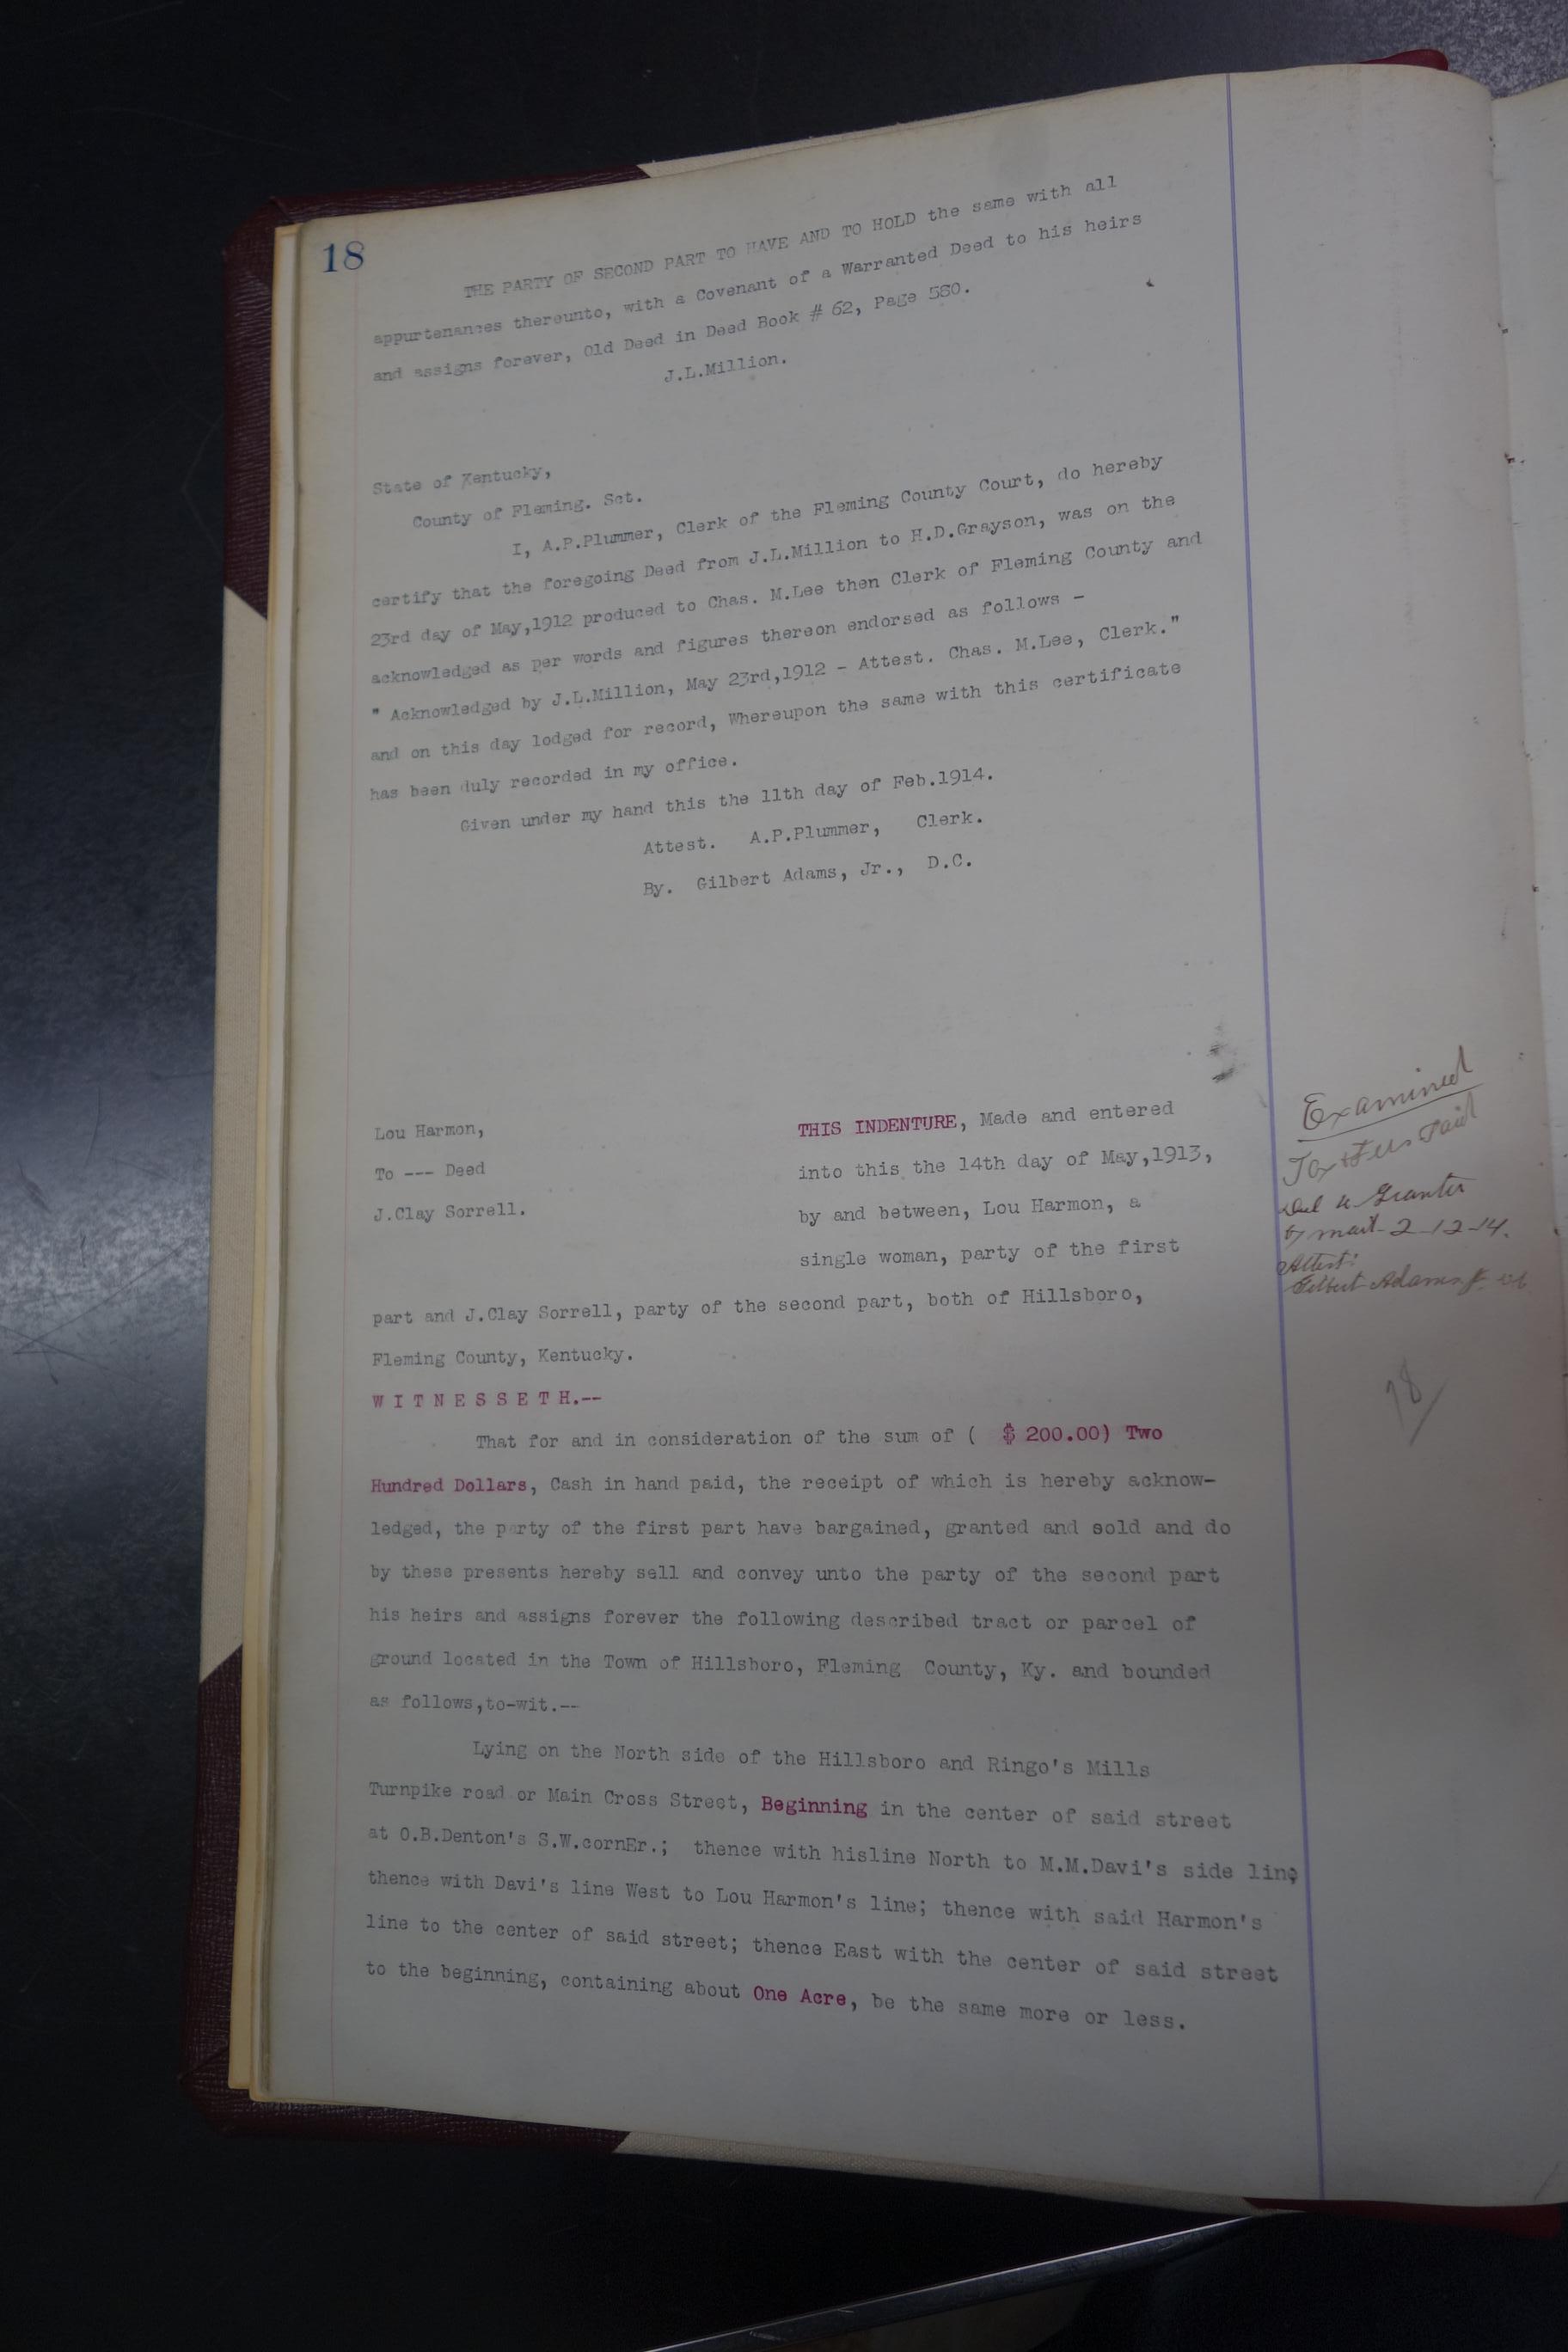 18
THE PARTY OF SECOND PART TO HAVE AND TO HOLD the same with all
appurtenances thereunto, with a Covenant of a Warranted Deed to his heirs
and assigns forever, Old Deed in Deed Book # 62, Page 580.
J.L.Million.
State of Kentucky,
County of Fleming. Sct.
I, A.P.Plummer, Clerk of the Fleming County Court, do hereby
certify that the foregoing Deed from J.L.Million to H.D.Grayson, was on the
23rd day of May,1912 produced to Chas. M.Lee then Clerk of Fleming County and
acknowledged as per words and figures thereon endorsed as follows -
" Acknowledged by J.L.Million, May 23rd,1912 - Attest. Chas. M.Lee, Clerk."
and on this day lodged for record, Whereupon the same with this certificate
has been duly recorded in my office.
Given under my hand this the 11th day of Feb.1914.
Attest. A.P.Plummer, Clerk.
By. Gilbert Adams, Jr., D.C.
Lou Harmon,
To --- Deed
J.Clay Sorrell.
THIS INDENTURE, Made and entered
into this the 14th day of May,1913,
by and between, Lou Harmon, a
single woman, party of the first
part and J.Clay Sorrell, party of the second part, both of Hillsboro,
Fleming County, Kentucky.
W I T N E S S E T H.--
That for and in consideration of the sum of ( $ 200.00) Two
Hundred Dollars, Cash in hand paid, the receipt of which is hereby acknow-
ledged, the party of the first part have bargained, granted and sold and do
by these presents hereby sell and convey unto the party of the second part
his heirs and assigns forever the following described tract or parcel of
ground located in the Town of Hillsboro, Fleming County, Ky. and bounded
as follows,to-wit.--
Lying on the North side of the Hillsboro and Ringo's Mills
Turnpike road or Main Cross Street, Beginning in the center of said street
at O.B.Denton's S.W.cornEr.; thence with hisline North to M.M.Davi's side line
thence with Davi's line West to Lou Harmon's line; thence with said Harmon's
line to the center of said street; thence East with the center of said street
to the beginning, containing about One Acre, be the same more or less.
Examined
Tax & Fees Paid
Del to Grantee
by mail 2-12-14.
Attest:
Gilbert Adams Jr